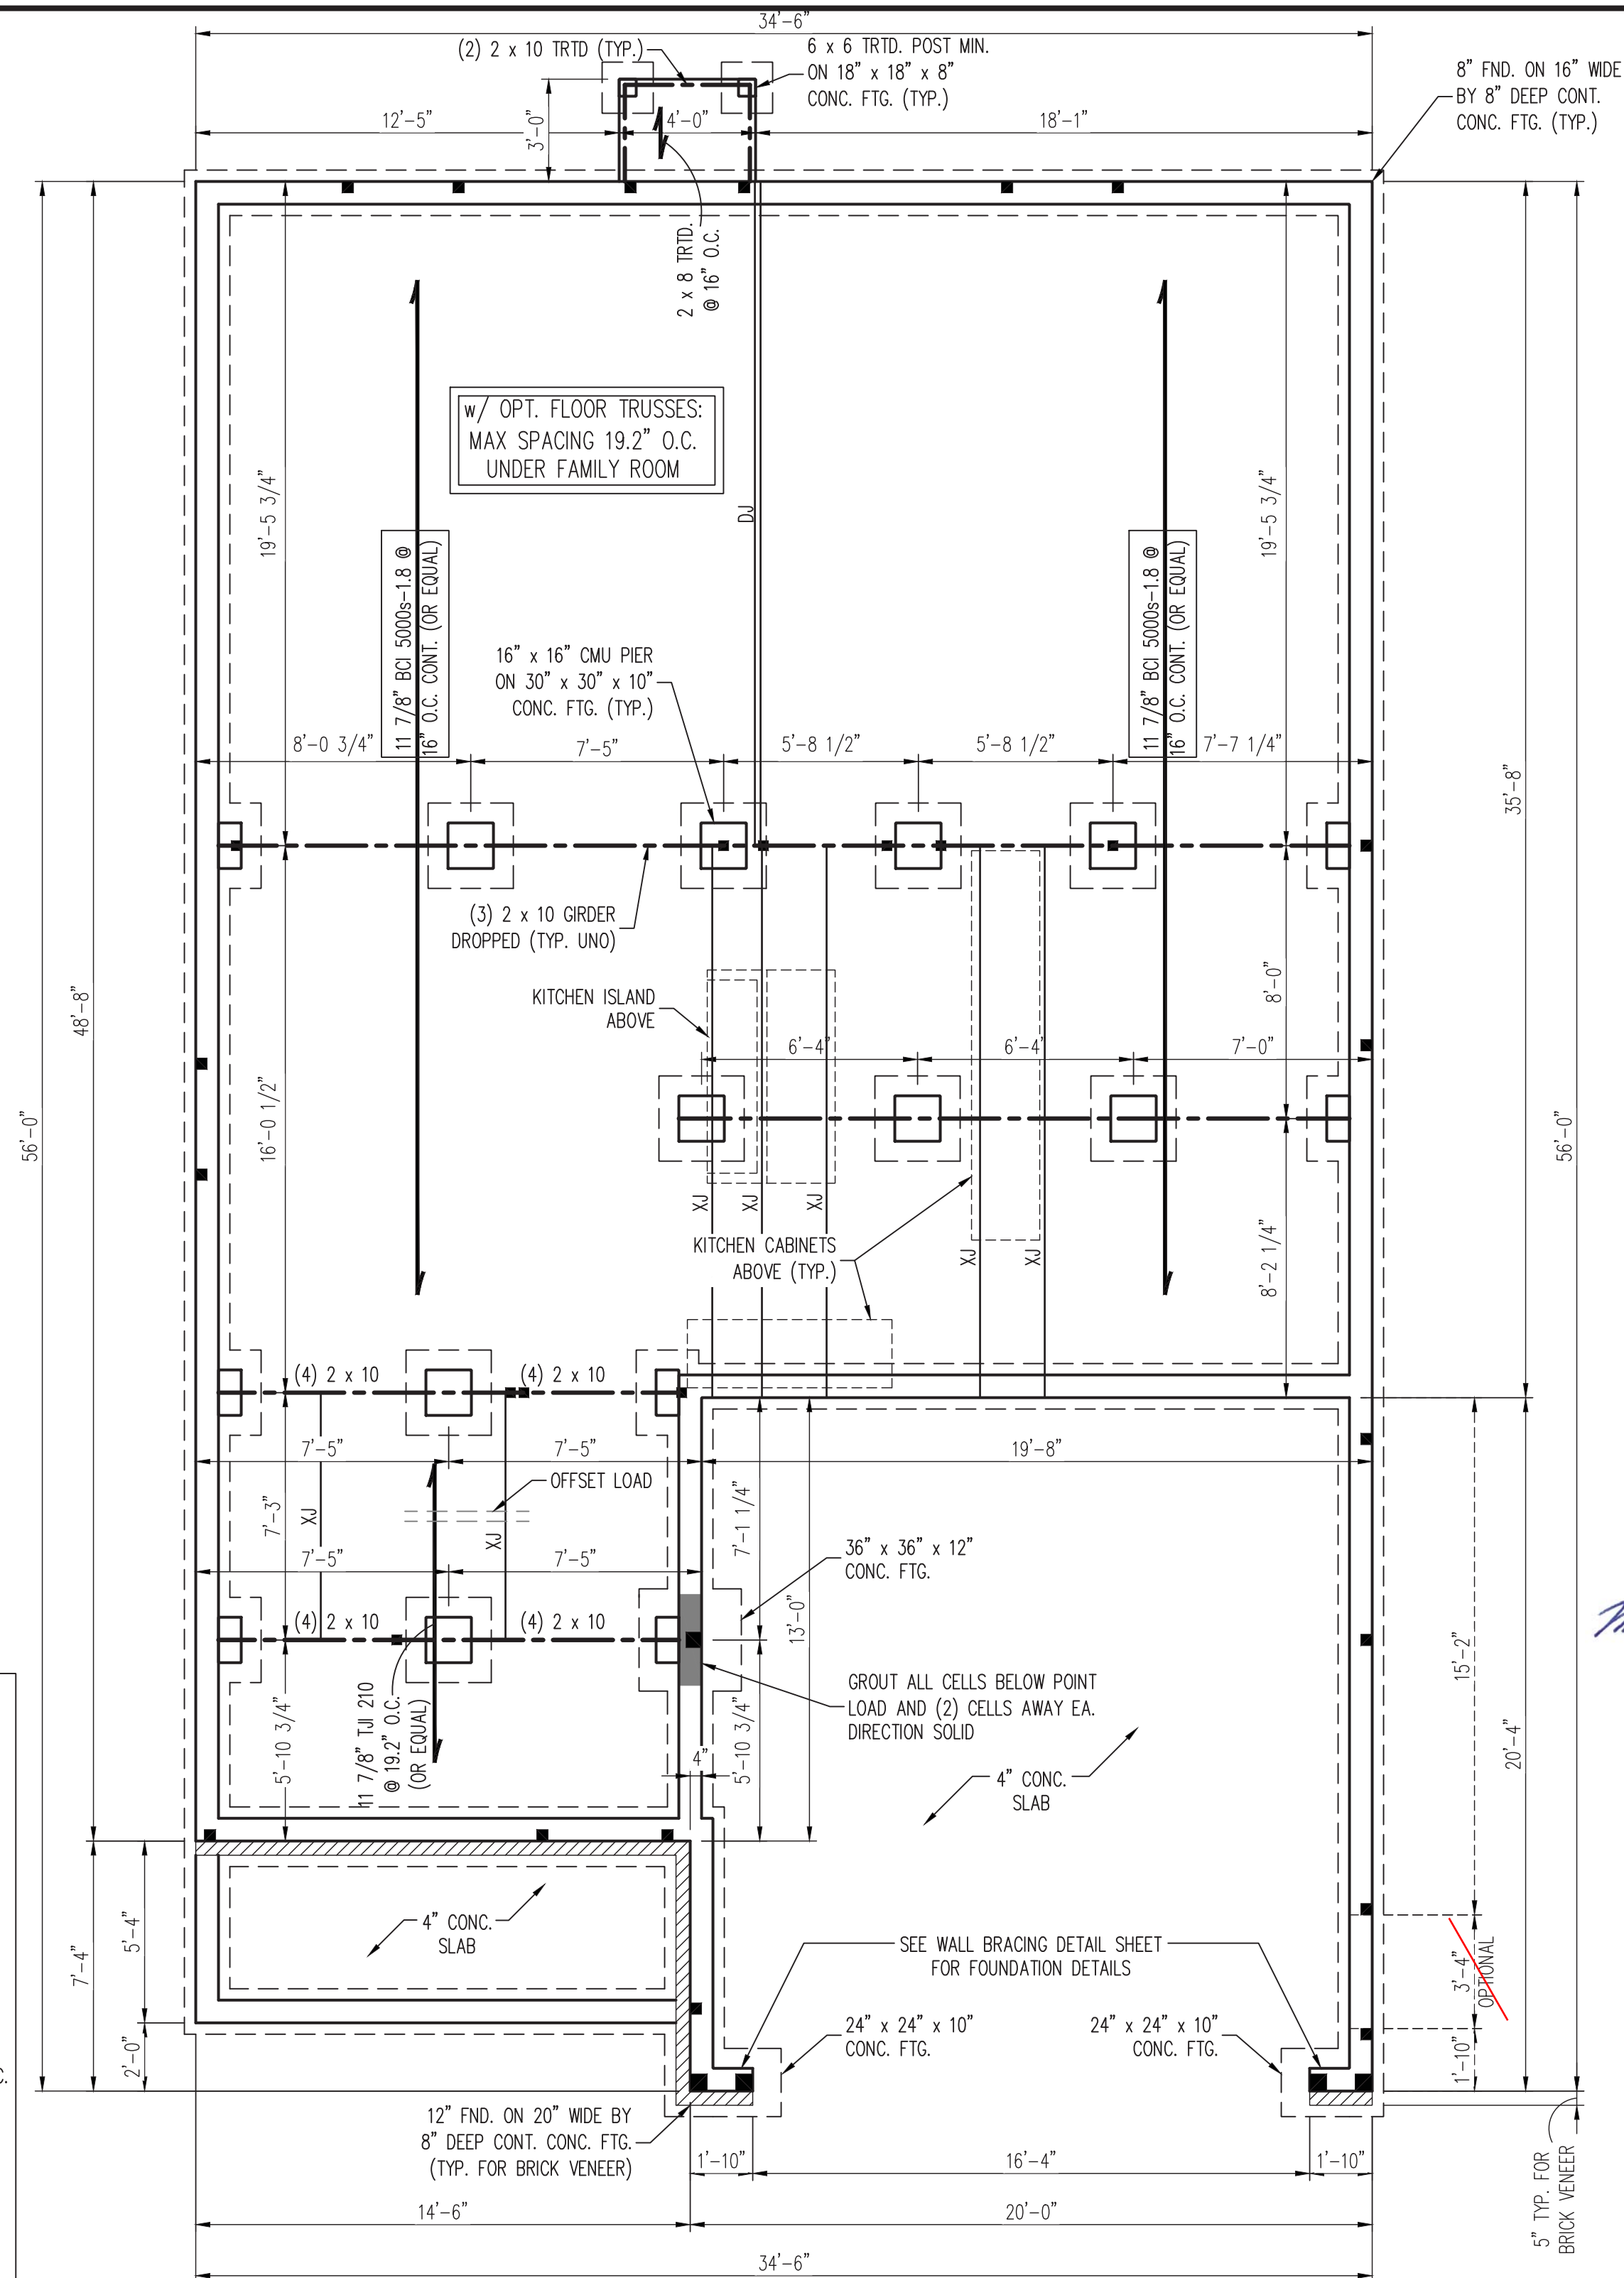 34'-6"
(2) 2 x 10 TRTD (TYP.)
6 x 6 TRTD. POST MIN.
ON 18" x 18" x 8"
CONC. FTG. (TYP.)
8" FND. ON 16" WIDE
BY 8" DEEP CONT.
CONC. FTG. (TYP.)
12'-5"
3'-0"
4'-0"
18'-1"
2 x 8 TRTD.
@ 16" O.C.
w/ OPT. FLOOR TRUSSES:
MAX SPACING 19.2" O.C.
UNDER FAMILY ROOM
19'-5 3/4"
19'-5 3/4"
DJ
11 7/8" BCI 5000s-1.8 @
16" O.C. CONT. (OR EQUAL)
11 7/8" BCI 5000s-1.8 @
16" O.C. CONT. (OR EQUAL)
16" x 16" CMU PIER
ON 30" x 30" x 10"
CONC. FTG. (TYP.)
8'-0 3/4"
7'-5"
5'-8 1/2"
5'-8 1/2"
7'-7 1/4"
35'-8"
(3) 2 x 10 GIRDER
DROPPED (TYP. UNO)
48'-8"
56'-0"
KITCHEN ISLAND
ABOVE
8'-0"
6'-4"
6'-4"
7'-0"
56'-0"
16'-0 1/2"
XJ
XJ
XJ
KITCHEN CABINETS
ABOVE (TYP.)
XJ
XJ
8'-2 1/4"
(4) 2 x 10
(4) 2 x 10
7'-5"
7'-5"
19'-8"
OFFSET LOAD
7'-3"
XJ
XJ
7'-1 1/4"
13'-0"
36" x 36" x 12"
CONC. FTG.
7'-5"
7'-5"
(4) 2 x 10
(4) 2 x 10
15'-2"
20'-4"
GROUT ALL CELLS BELOW POINT
LOAD AND (2) CELLS AWAY EA.
DIRECTION SOLID
5'-10 3/4"
11 7/8" TJI 210
@ 19.2" O.C.
(OR EQUAL)
4"
5'-10 3/4"
4" CONC.
SLAB
4" CONC.
SLAB
5'-4"
7'-4"
2'-0"
SEE WALL BRACING DETAIL SHEET
FOR FOUNDATION DETAILS
3'-4"
OPTIONAL
1'-10"
24" x 24" x 10"
CONC. FTG.
24" x 24" x 10"
CONC. FTG.
12" FND. ON 20" WIDE BY
8" DEEP CONT. CONC. FTG.
(TYP. FOR BRICK VENEER)
1'-10"
16'-4"
1'-10"
5" TYP. FOR
BRICK VENEER
14'-6"
20'-0"
34'-6"